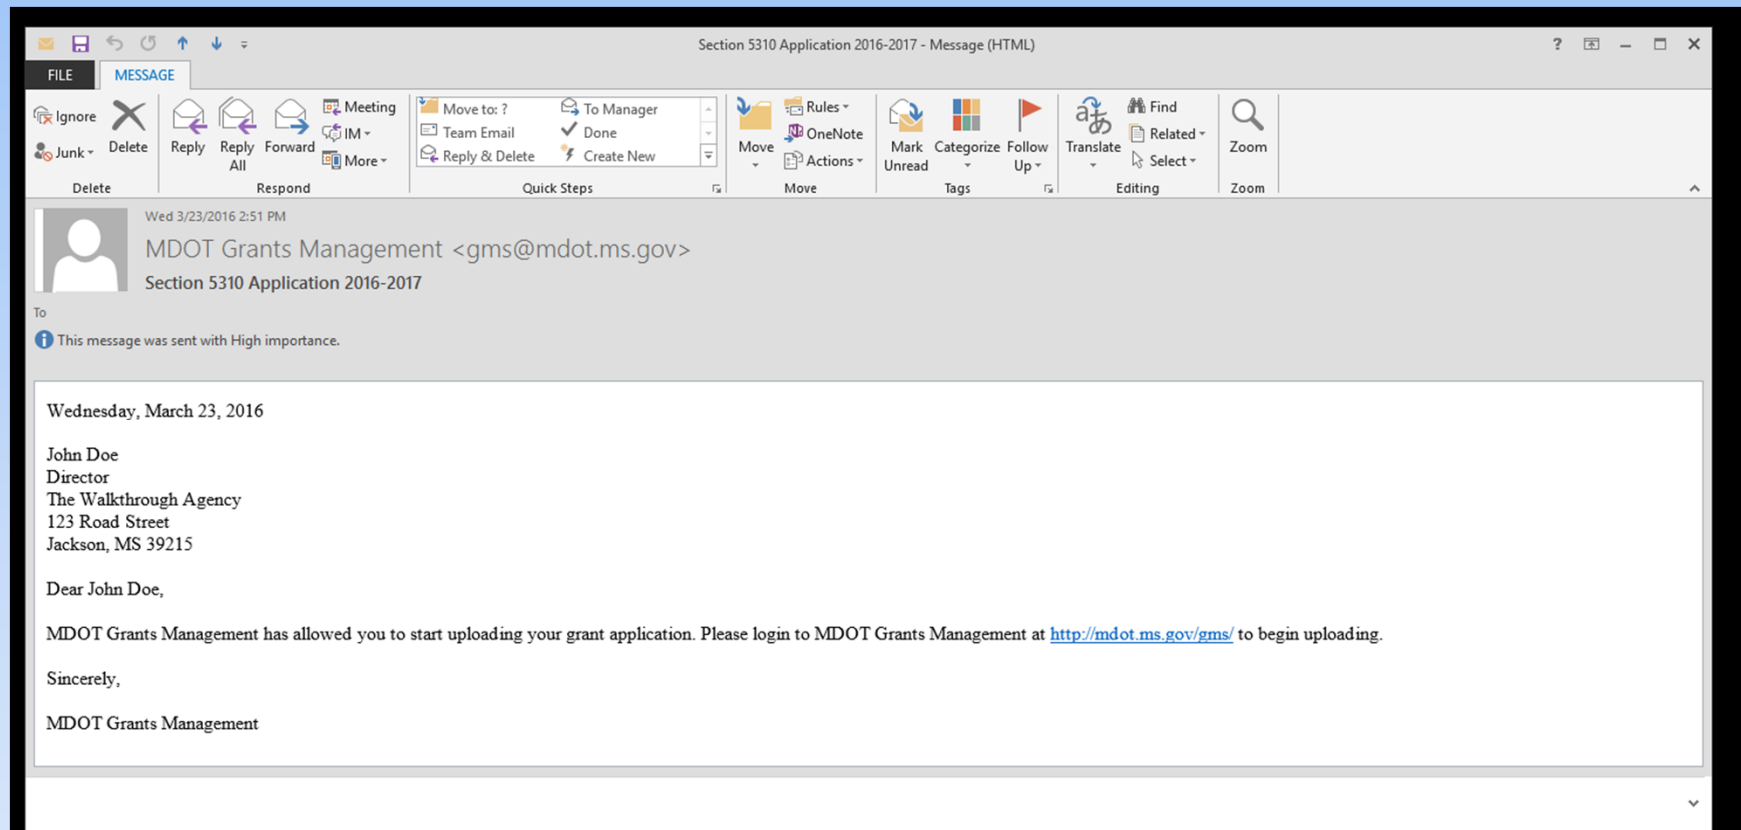 Section 5310 Application 2016-2017 - Message (HTML)
?
FILE
MESSAGE
Ignore
Junk
Delete
Delete
Reply
Reply All
Forward
Meeting
IM
More
Respond
Move to: ?
Team Email
Reply & Delete
To Manager
Done
Create New
Quick Steps
Move
Rules
OneNote
Actions
Move
Mark Unread
Categorize
Follow Up
Tags
Translate
Find
Related
Select
Editing
Zoom
Zoom
Wed 3/23/2016 2:51 PM
MDOT Grants Management <gms@mdot.ms.gov>
Section 5310 Application 2016-2017
To
This message was sent with High importance.
Wednesday, March 23, 2016
John Doe
Director
The Walkthrough Agency
123 Road Street
Jackson, MS 39215
Dear John Doe,
MDOT Grants Management has allowed you to start uploading your grant application. Please login to MDOT Grants Management at http://mdot.ms.gov/gms/ to begin uploading.
Sincerely,
MDOT Grants Management